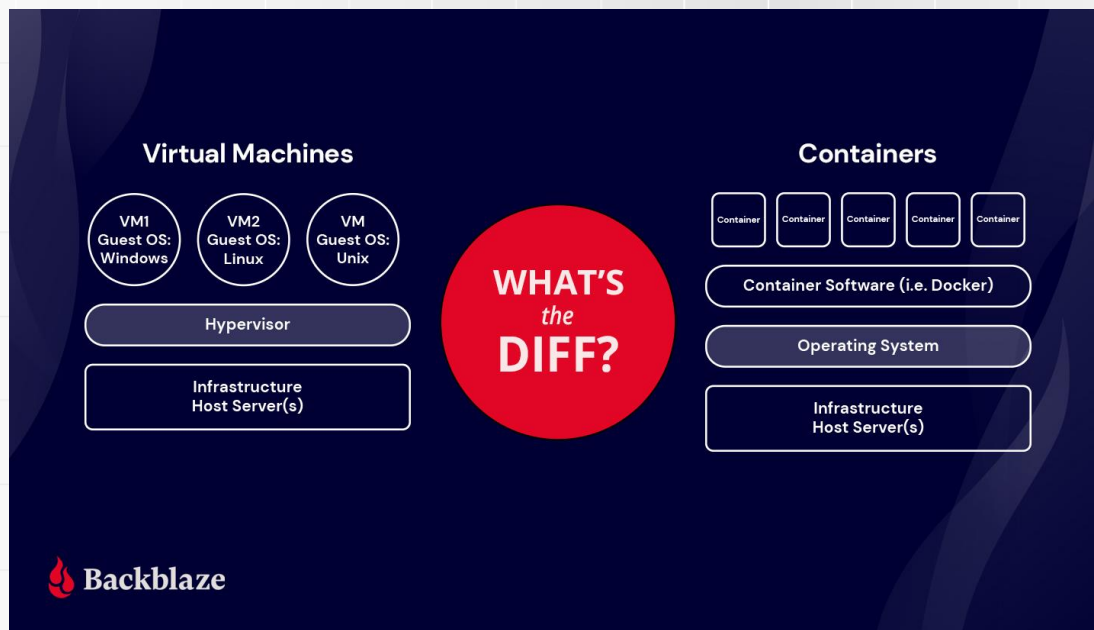 Virtual Machines
VM1
Guest OS:
Windows
VM2
Guest OS:
Linux
VM
Guest OS:
Unix
Hypervisor
Infrastructure
Host Server(s)
WHAT'S
the
DIFF?
Containers
Container
Container
Container
Container
Container
Container Software (i.e. Docker)
Operating System
Infrastructure
Host Server(s)
Backblaze